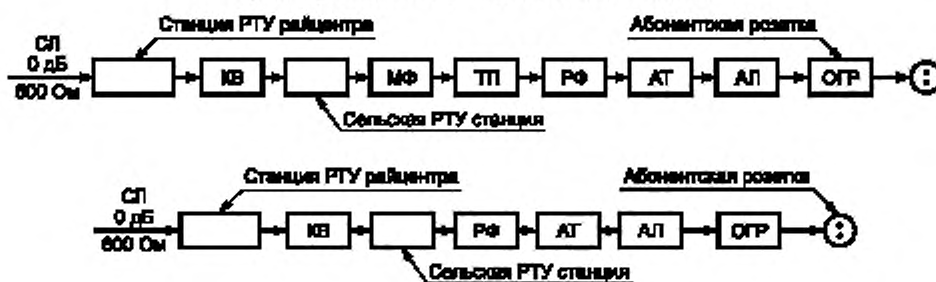 Станция РТУ райцентра
Абонентская розетка
СЛ
0 дБ
600 Ом
КВ
МФ
ТП
РФ
АТ
АЛ
ОГР
Сельская РТУ станция
Станция РТУ райцентра
Абонентская розетка
СЛ
0 дБ
600 Ом
КВ
РФ
АТ
АЛ
ОГР
Сельская РТУ станция